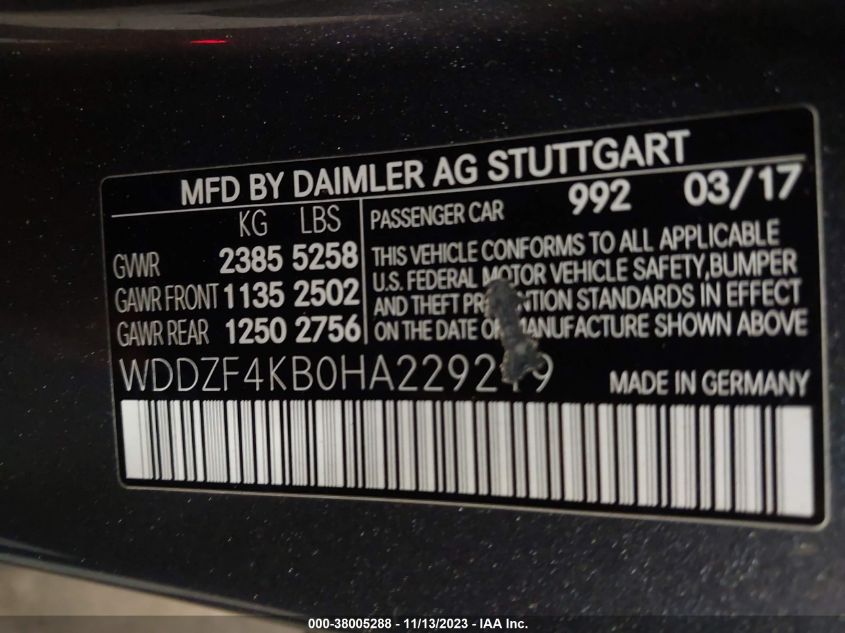 MFD BY DAIMLER AG STUTTGART
KG LBS PASSENGER CAR 992 03/17
GVWR 2385 5258
GAWR FRONT 1135 2502
GAWR REAR 1250 2756
THIS VEHICLE CONFORMS TO ALL APPLICABLE
U.S. FEDERAL MOTOR VEHICLE SAFETY,BUMPER
AND THEFT STANDARDS IN EFFECT
ON THE DATE MANUFACTURE SHOWN ABOVE
WDDZF4KB0HA229219 MADE IN GERMANY
000-38005288 - 11/13/2023 - IAA Inc.